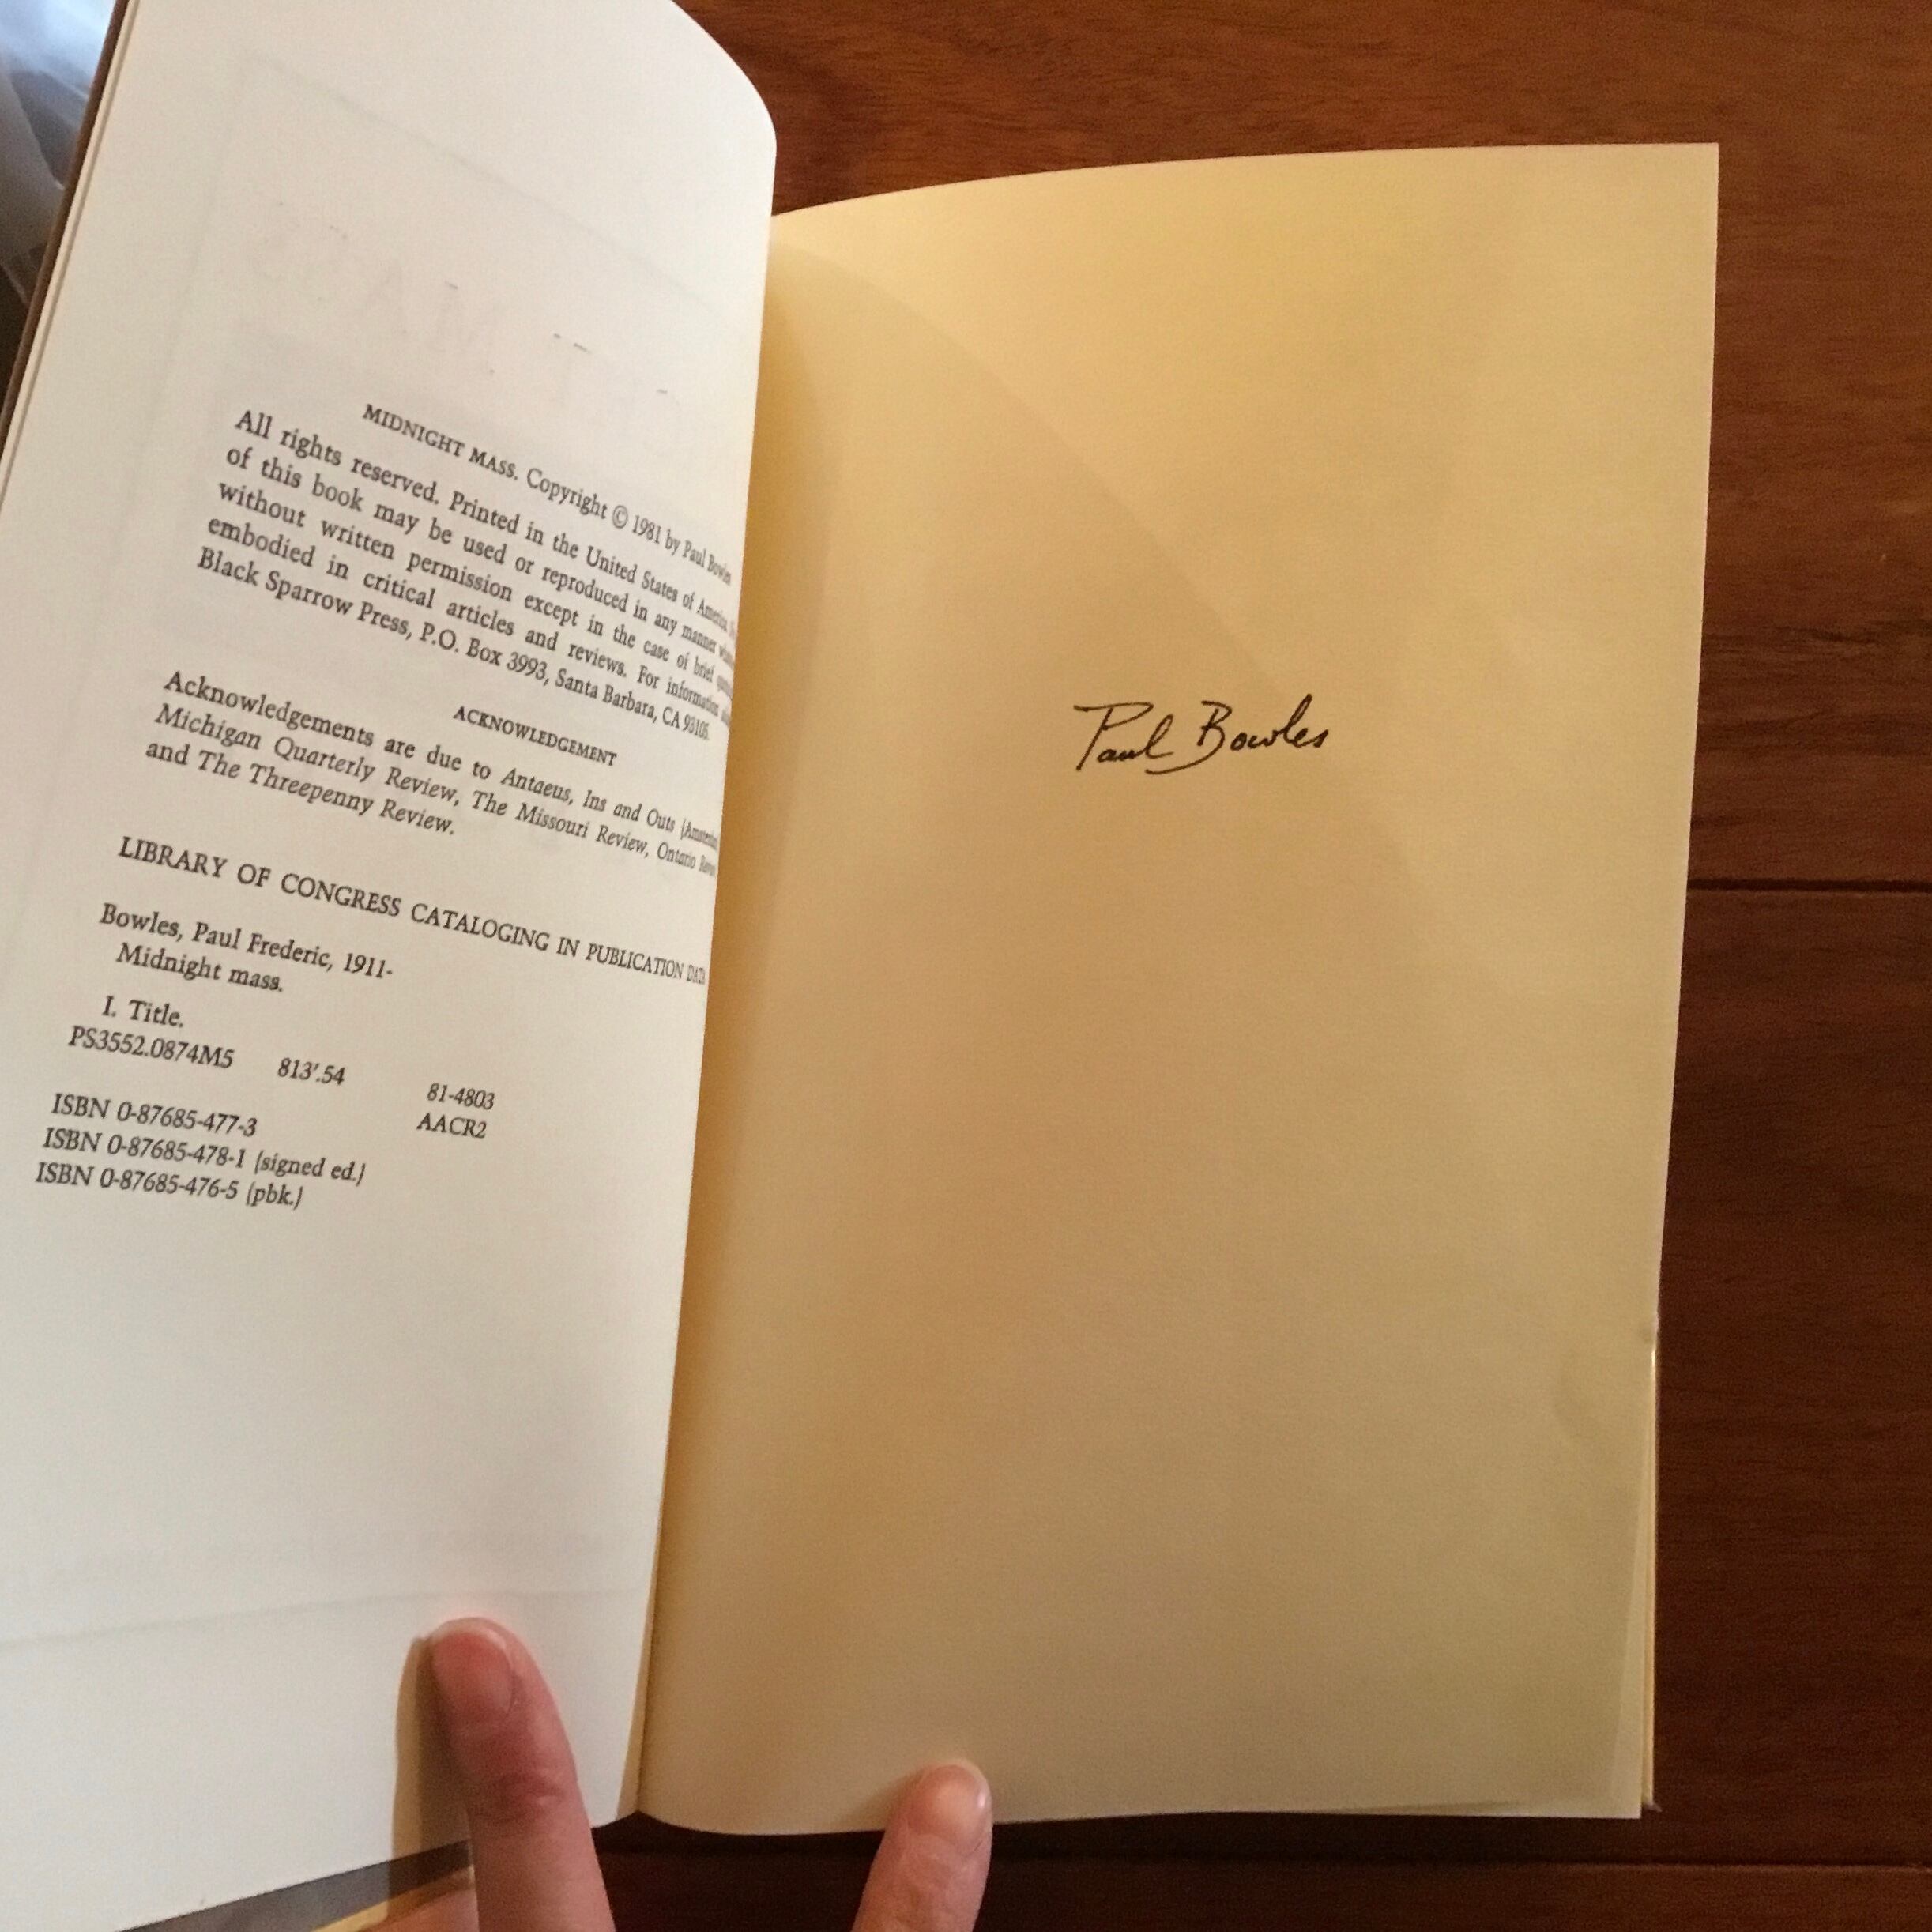 MIDNIGHT MASS. Copyright © 1981 by Paul Bowles
All rights reserved. Printed in the United States of America.
of this book may be used or reproduced in any manner
without written permission except in the case of brief
embodied in critical articles and reviews. For information
Black Sparrow Press, P.O. Box 3993, Santa Barbara, CA 93105.
ACKNOWLEDGEMENT
Acknowledgements are due to Antaeus, Ins and Outs
Michigan Quarterly Review, The Missouri Review, Ontario
and The Threepenny Review.
LIBRARY OF CONGRESS CATALOGING IN PUBLICATION DATA
Bowles, Paul Frederic, 1911-
Midnight mass.
I. Title.
PS3552.0874M5 813'.54 81-4803
AACR2
ISBN 0-87685-477-3
ISBN 0-87685-478-1 (signed ed.)
ISBN 0-87685-476-5 (pbk.)
Paul Bowles